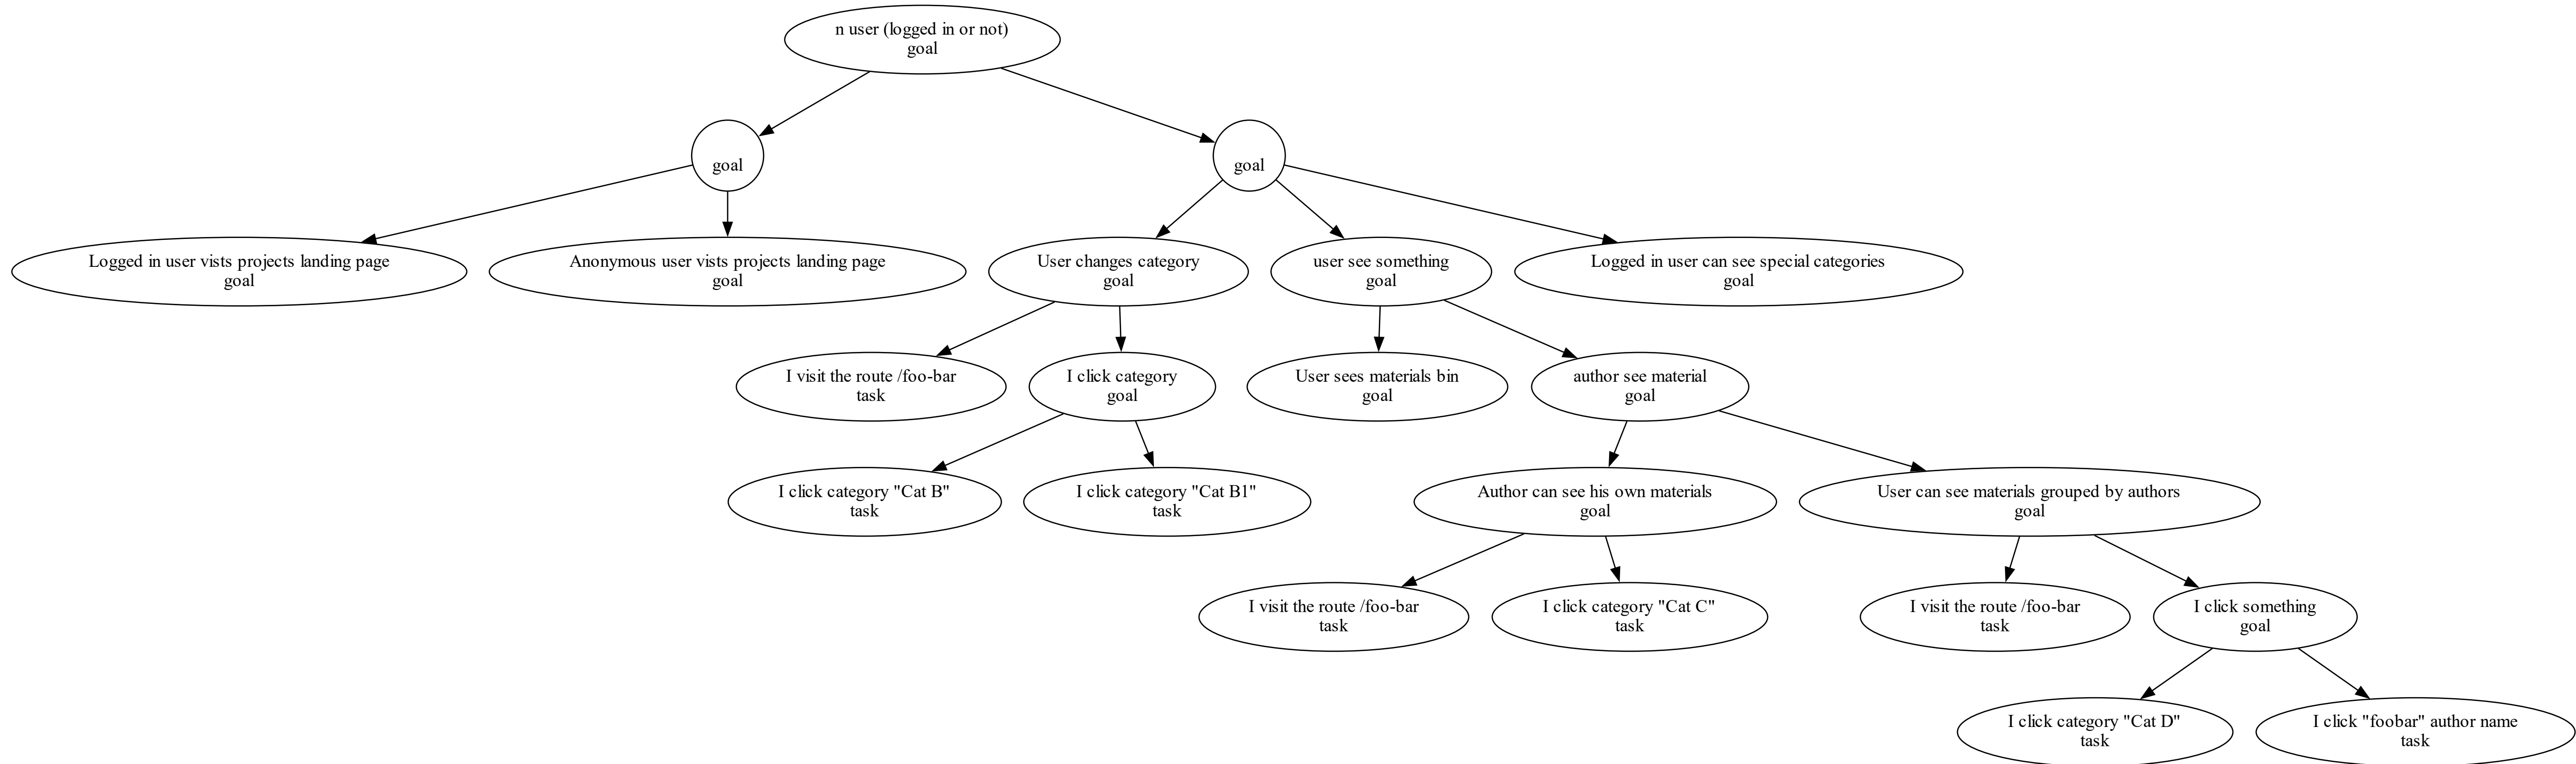 n user (logged in or not)
goal
goal
goal
Logged in user vists projects landing page
goal
Anonymous user vists projects landing page
goal
User changes category
goal
user see something
goal
Logged in user can see special categories
goal
I visit the route /foo-bar
task
I click category
goal
User sees materials bin
goal
author see material
goal
I click category "Cat B"
task
I click category "Cat B1"
task
Author can see his own materials
goal
User can see materials grouped by authors
goal
I visit the route /foo-bar
task
I click category "Cat C"
task
I visit the route /foo-bar
task
I click something
goal
I click category "Cat D"
task
I click "foobar" author name
task